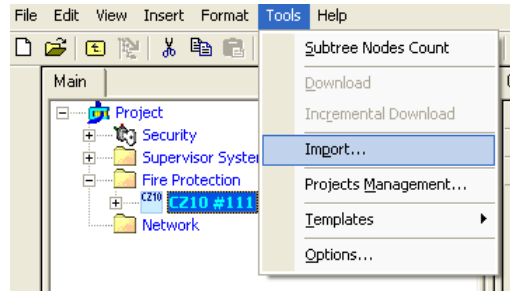 File Edit View Insert Format Tools Help
Main
Project
Security
Supervisor Syste
Fire Protection
CZ10 CZ10 #111
Network
Subtree Nodes Count
Download
Incremental Download
Import...
Projects Management...
Templates
Options...